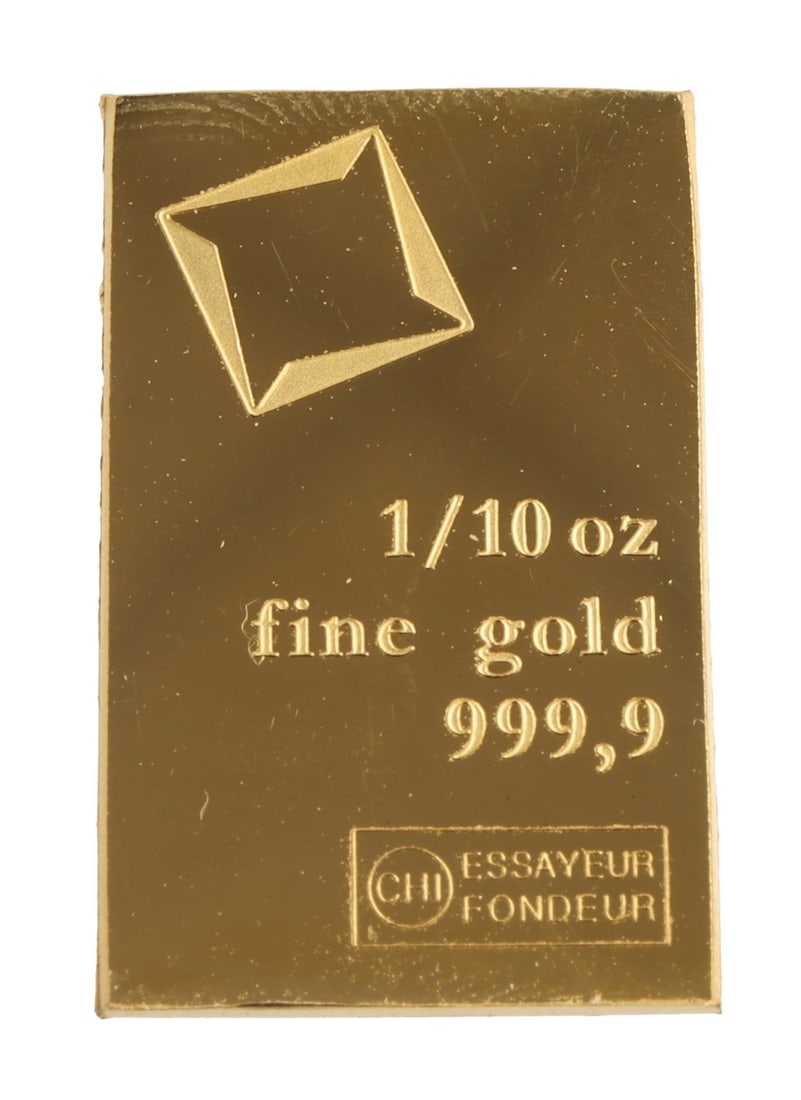 1/10 oz
fine gold
999,9
CHI ESSAYEUR
FONDEUR